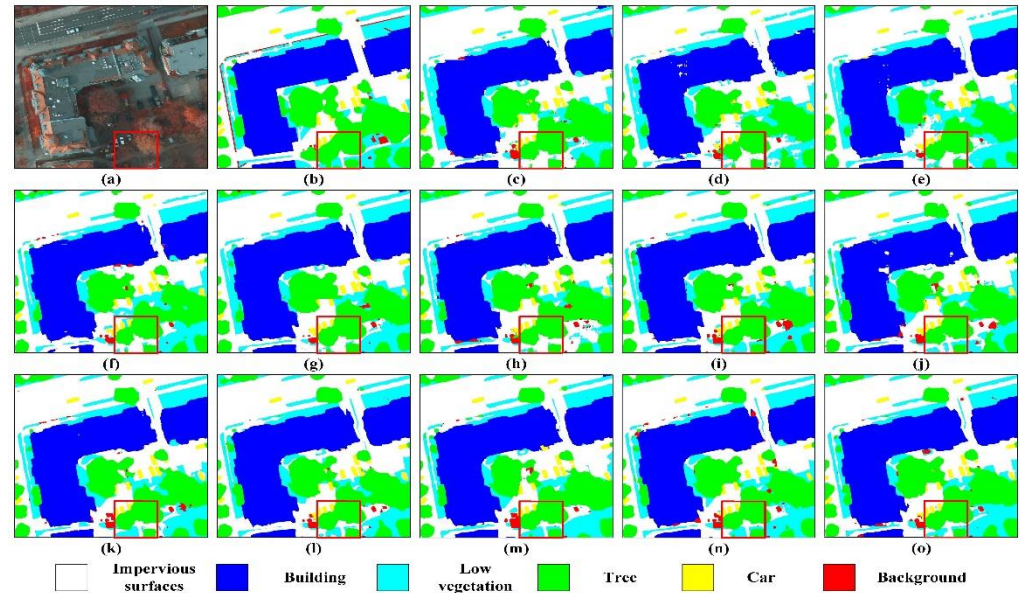 (a) (b) (c) (d) (e)
(f) (g) (h) (i) (j)
(k) (l) (m) (n) (o)
Impervious surfaces
Building
Low vegetation
Tree
Car
Background